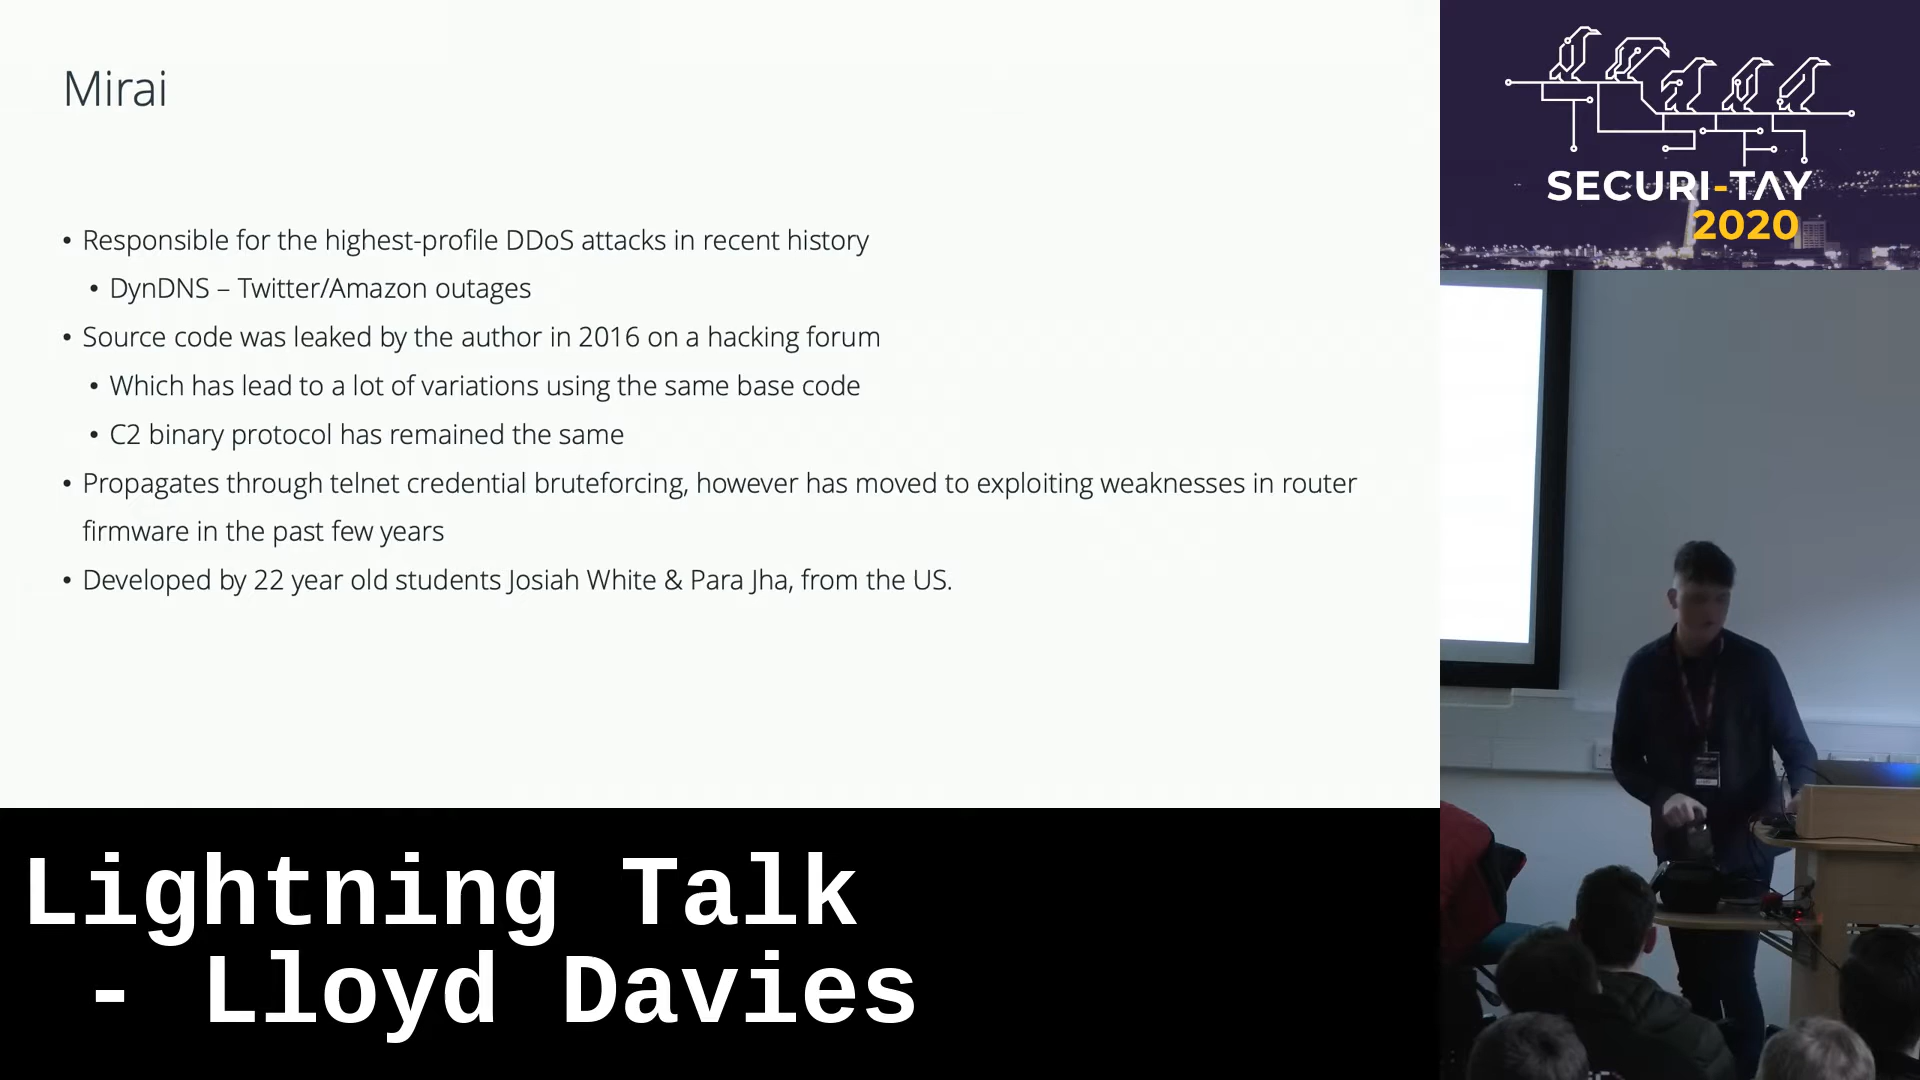 Mirai
• Responsible for the highest-profile DDoS attacks in recent history
• DynDNS – Twitter/Amazon outages
• Source code was leaked by the author in 2016 on a hacking forum
• Which has lead to a lot of variations using the same base code
• C2 binary protocol has remained the same
• Propagates through telnet credential bruteforcing, however has moved to exploiting weaknesses in router
firmware in the past few years
• Developed by 22 year old students Josiah White & Para Jha, from the US.
SECURI-TAY
2020
Lightning Talk
- Lloyd Davies